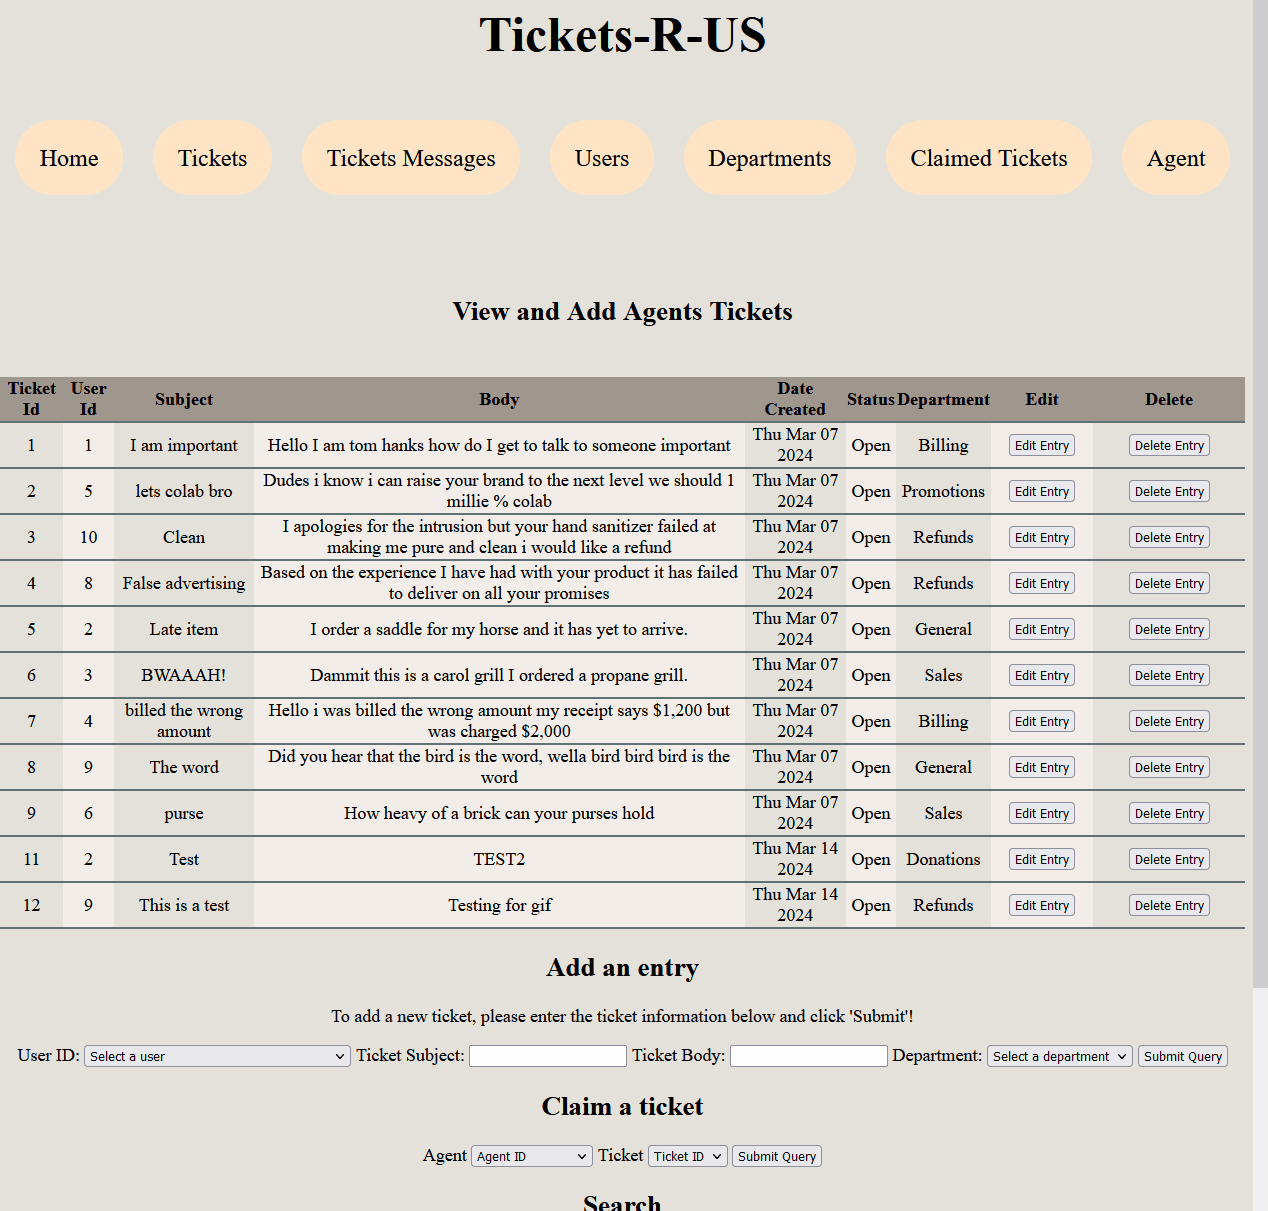 Tickets-R-US
Home Tickets Tickets Messages Users Departments Claimed Tickets Agent
View and Add Agents Tickets
Ticket Id User Id Subject Body Date Created Status Department Edit Delete
1 1 I am important Hello I am tom hanks how do I get to talk to someone important Thu Mar 07 2024 Open Billing Edit Entry Delete Entry
2 5 lets colab bro Dudes i know i can raise your brand to the next level we should 1 millie % colab Thu Mar 07 2024 Open Promotions Edit Entry Delete Entry
3 10 Clean I apologies for the intrusion but your hand sanitizer failed at making me pure and clean i would like a refund Thu Mar 07 2024 Open Refunds Edit Entry Delete Entry
4 8 False advertising Based on the experience I have had with your product it has failed to deliver on all your promises Thu Mar 07 2024 Open Refunds Edit Entry Delete Entry
5 2 Late item I order a saddle for my horse and it has yet to arrive. Thu Mar 07 2024 Open General Edit Entry Delete Entry
6 3 BWAAAH! Dammit this is a carol grill I ordered a propane grill. Thu Mar 07 2024 Open Sales Edit Entry Delete Entry
7 4 billed the wrong amount Hello i was billed the wrong amount my receipt says $1,200 but was charged $2,000 Thu Mar 07 2024 Open Billing Edit Entry Delete Entry
8 9 The word Did you hear that the bird is the word, wella bird bird bird is the word Thu Mar 07 2024 Open General Edit Entry Delete Entry
9 6 purse How heavy of a brick can your purses hold Thu Mar 07 2024 Open Sales Edit Entry Delete Entry
11 2 Test TEST2 Thu Mar 14 2024 Open Donations Edit Entry Delete Entry
12 9 This is a test Testing for gif Thu Mar 14 2024 Open Refunds Edit Entry Delete Entry
Add an entry
To add a new ticket, please enter the ticket information below and click 'Submit'!
User ID: Select a user Ticket Subject: Ticket Body: Department: Select a department Submit Query
Claim a ticket
Agent Agent ID Ticket Ticket ID Submit Query
Search